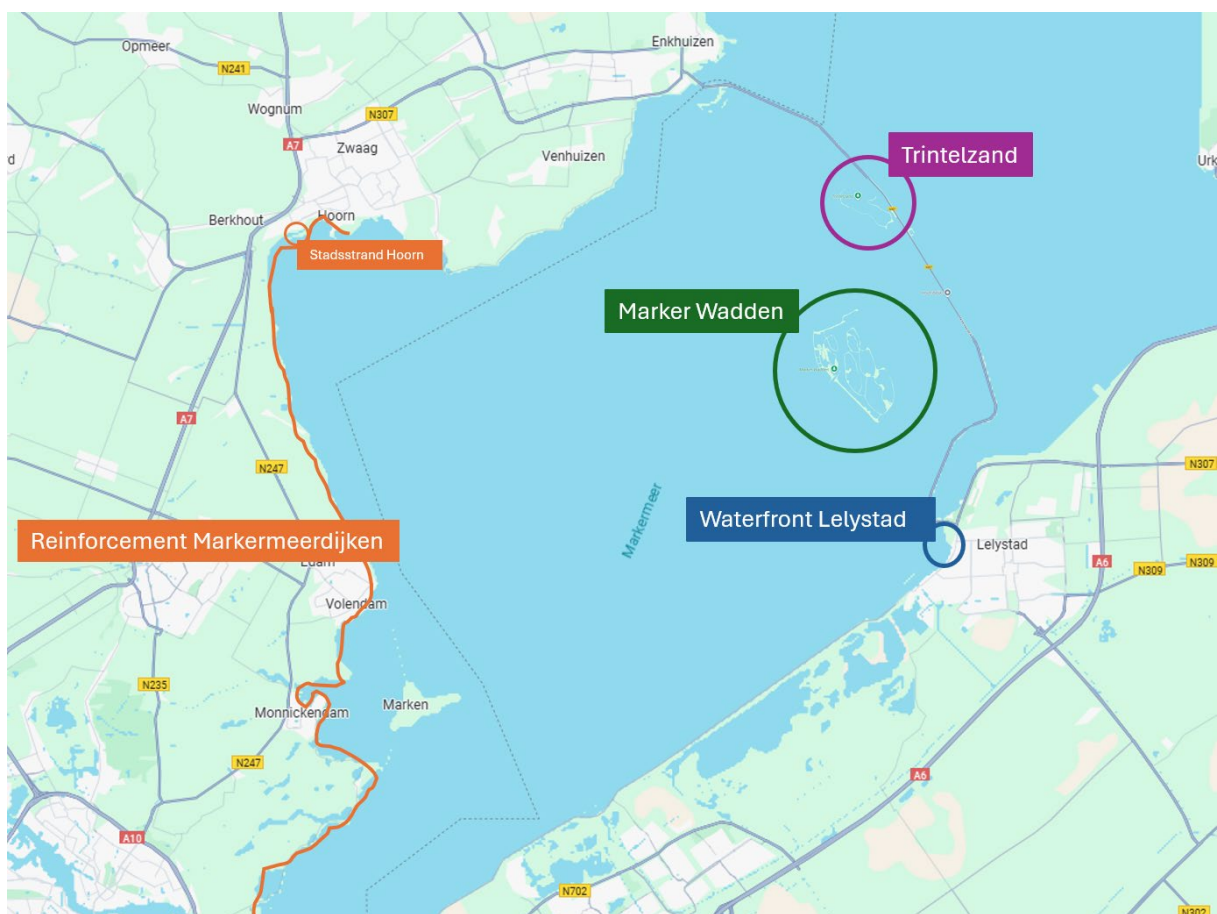 Opmeer
Enkhuizen
N241
Wognum
N307
A7
Zwaag
Venhuizen
Trintelzand
Urk
Berkhout
Hoorn
Stadsstrand Hoorn
Marker Wadden
A7
N247
N307
Markermeer
Waterfront Lelystad
Reinforcement Markermeerdijken
Lelystad
Edam
A6
N309
N309
Volendam
N235
Marken
Monnickendam
N247
A6
A10
N702
N302